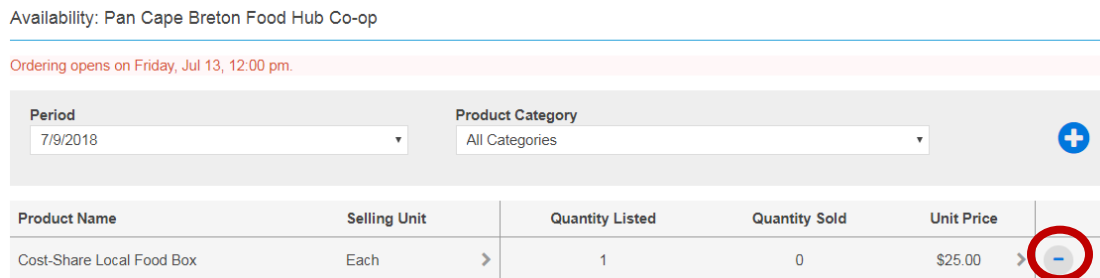 Availability: Pan Cape Breton Food Hub Co-op
Ordering opens on Friday, Jul 13, 12:00 pm.
Period Product Category
7/9/2018 All Categories
Product Name Selling Unit Quantity Listed Quantity Sold Unit Price
Cost-Share Local Food Box Each 1 0 $25.00